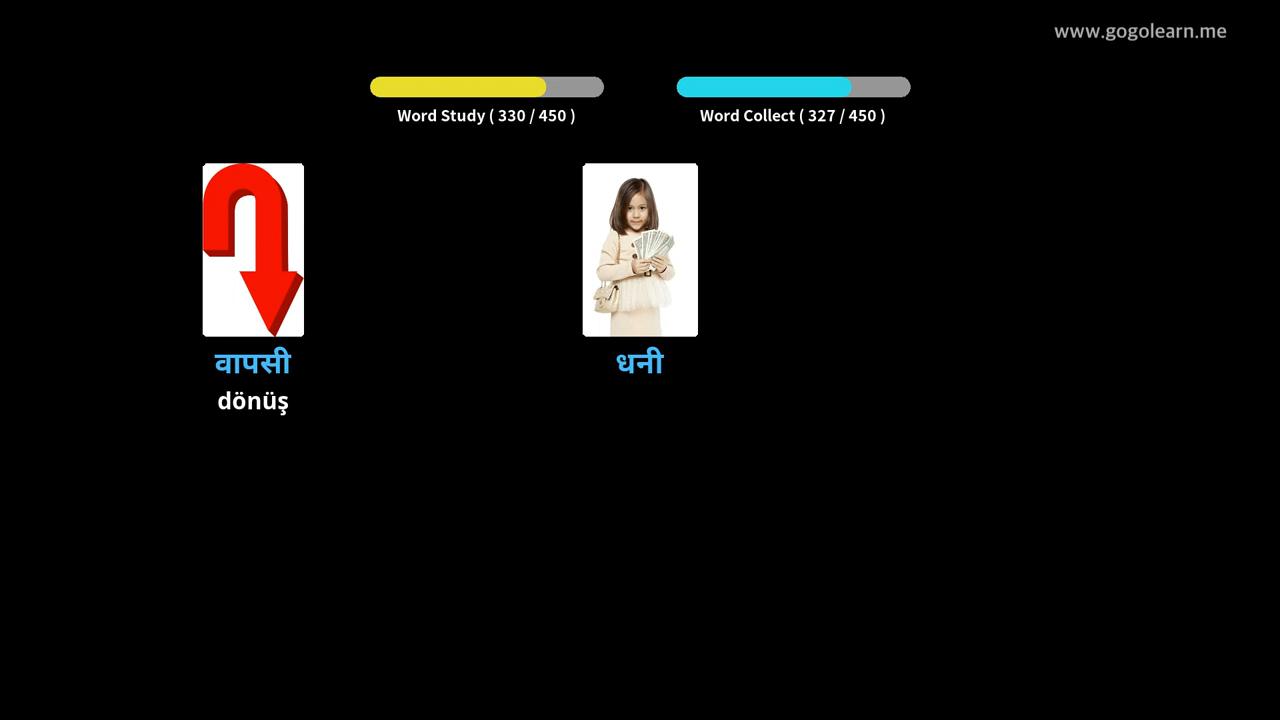 www.gogolearn.me
Word Study ( 330 / 450 )
Word Collect ( 327 / 450 )
वापसी
dönüş
धनी